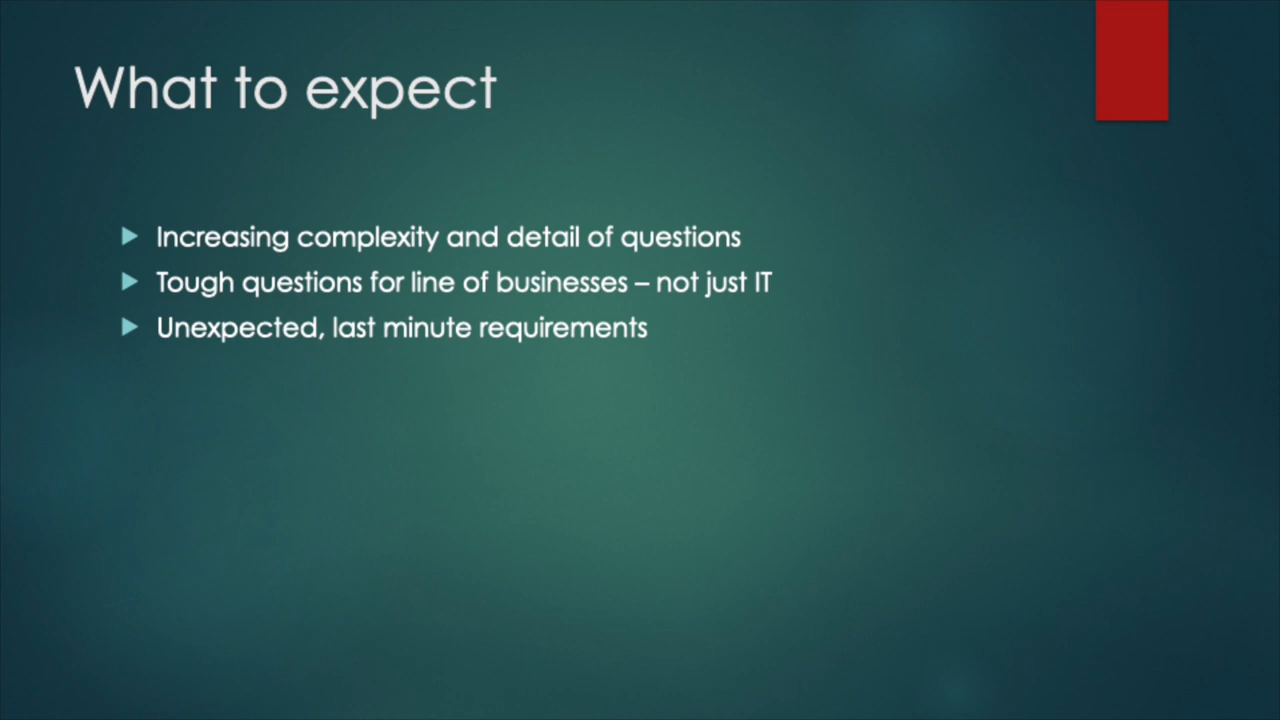 What to expect
Increasing complexity and detail of questions
Tough questions for line of businesses – not just IT
Unexpected, last minute requirements